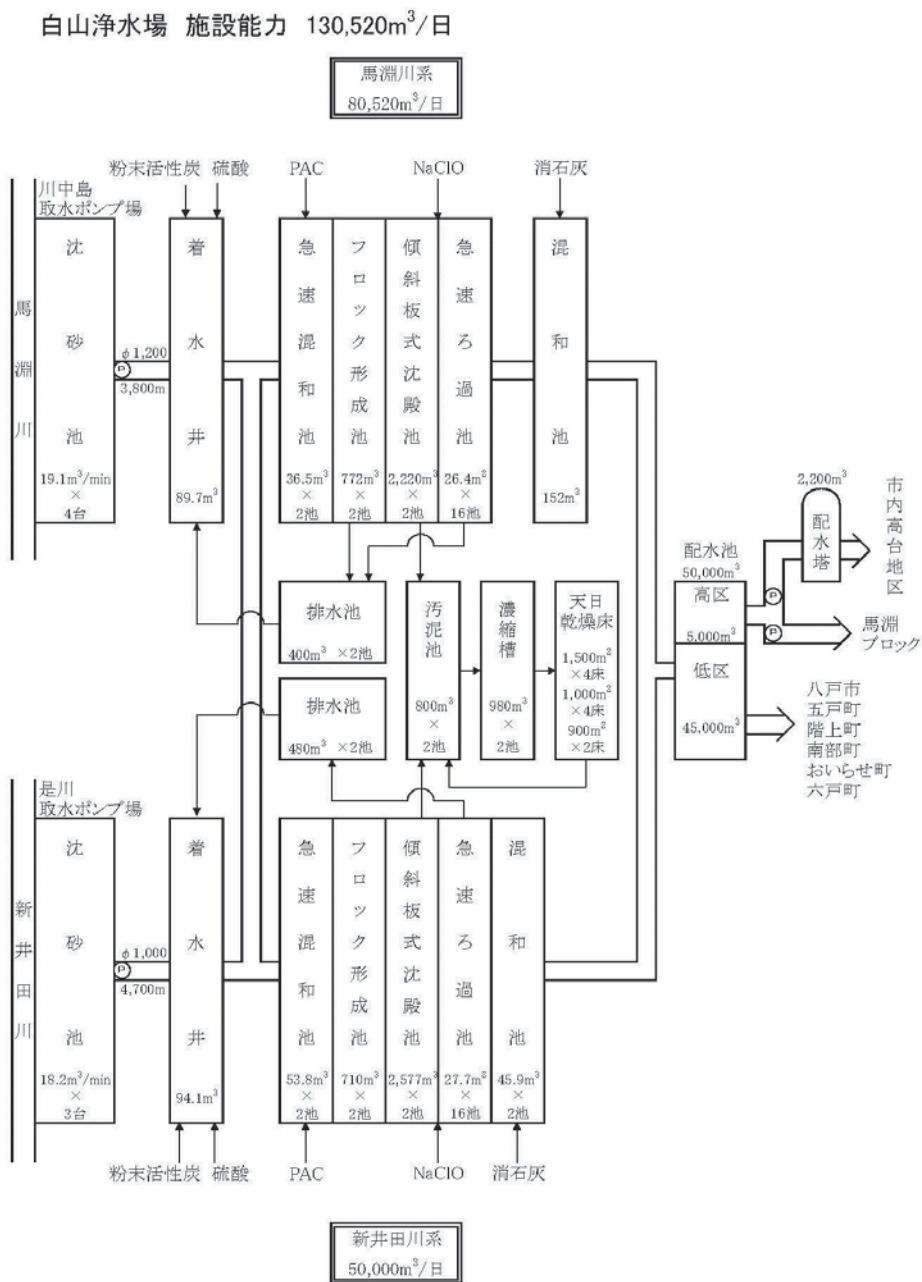 白山浄水場 施設能力 130,520m³/日
馬淵川系
80,520m³/日
粉末活性炭 硫酸
PAC
NaClO
消石灰
川中島
取水ポンプ場
馬淵川
沈砂池
19.1m³/min
×
4台
φ1,200
P
3,800m
着水井
89.7m³
急速混和池
36.5m³
×
2池
フロック形成池
772m³
×
2池
傾斜板式沈殿池
2,220m³
×
2池
急速ろ過池
26.4m²
×
16池
混和池
152m³
排水池
400m³ ×2池
排水池
480m³ ×2池
汚泥池
800m³
×
2池
濃縮槽
980m³
×
2池
天日
乾燥床
1,500m²
×4床
1,000m²
×4床
900m²
×2床
配水池
50,000m³
高区
5,000m³
低区
45,000m³
P
P
2,200m³
配水塔
市内高台地区
馬淵
ブロック
八戸市
五戸町
階上町
南部町
おいらせ町
六戸町
是川
取水ポンプ場
新井田川
沈砂池
18.2m³/min
×
3台
φ1,000
P
4,700m
着水井
94.1m³
急速混和池
53.8m³
×
2池
フロック形成池
710m³
×
2池
傾斜板式沈殿池
2,577m³
×
2池
急速ろ過池
27.7m²
×
16池
混和池
45.9m³
×
2池
粉末活性炭 硫酸
PAC
NaClO
消石灰
新井田川系
50,000m³/日